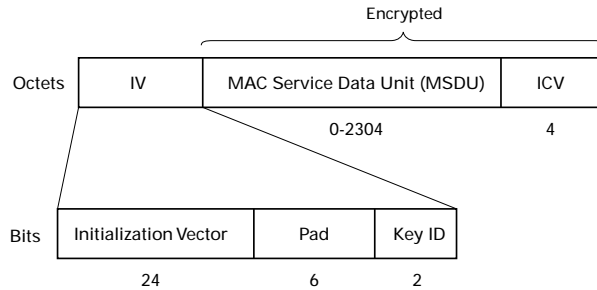 Encrypted
Octets IV MAC Service Data Unit (MSDU) ICV
0-2304 4
Bits Initialization Vector Pad Key ID
24 6 2